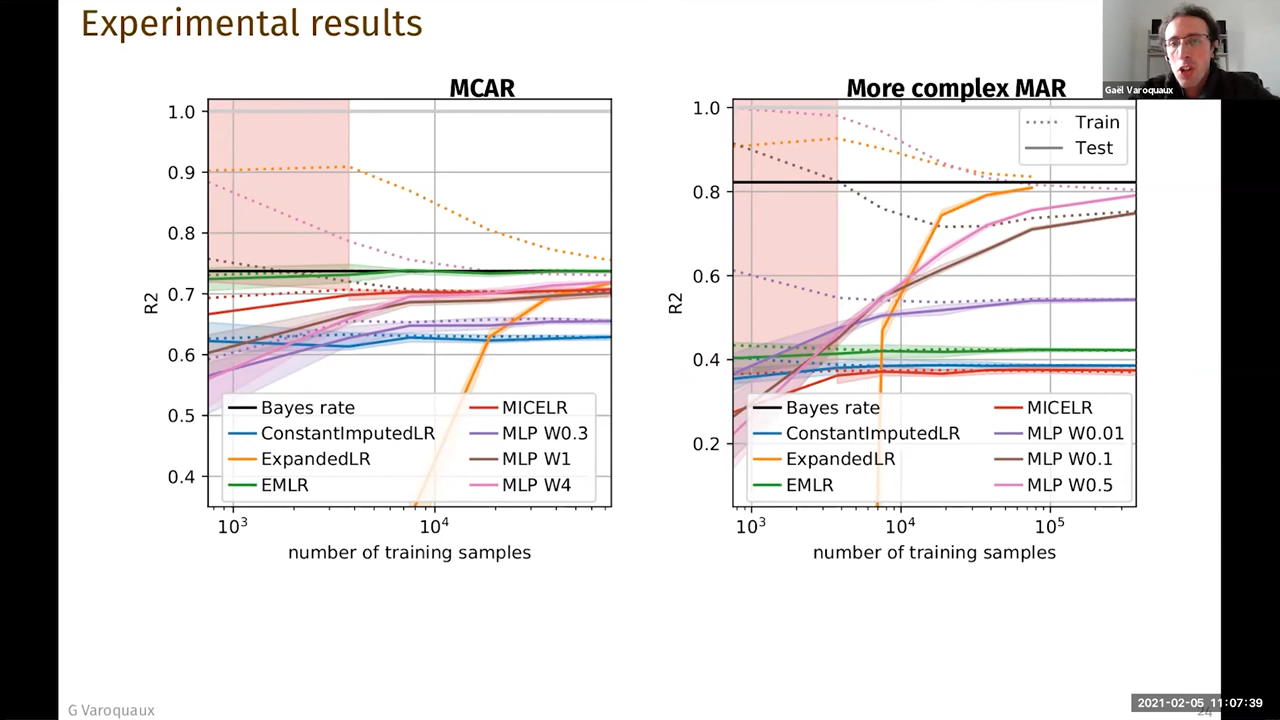 Experimental results
Gaël Varoquaux
MCAR
1.0
0.9
0.8
0.7
0.6
0.5
0.4
R2
Bayes rate
ConstantImputedLR
ExpandedLR
EMLR
MICELR
MLP W0.3
MLP W1
MLP W4
10³
10⁴
number of training samples
More complex MAR
Train
Test
1.0
0.8
0.6
0.4
0.2
R2
Bayes rate
ConstantImputedLR
ExpandedLR
EMLR
MICELR
MLP W0.01
MLP W0.1
MLP W0.5
10³
10⁴
10⁵
number of training samples
G Varoquaux
2021-02-05 11:07:39
24